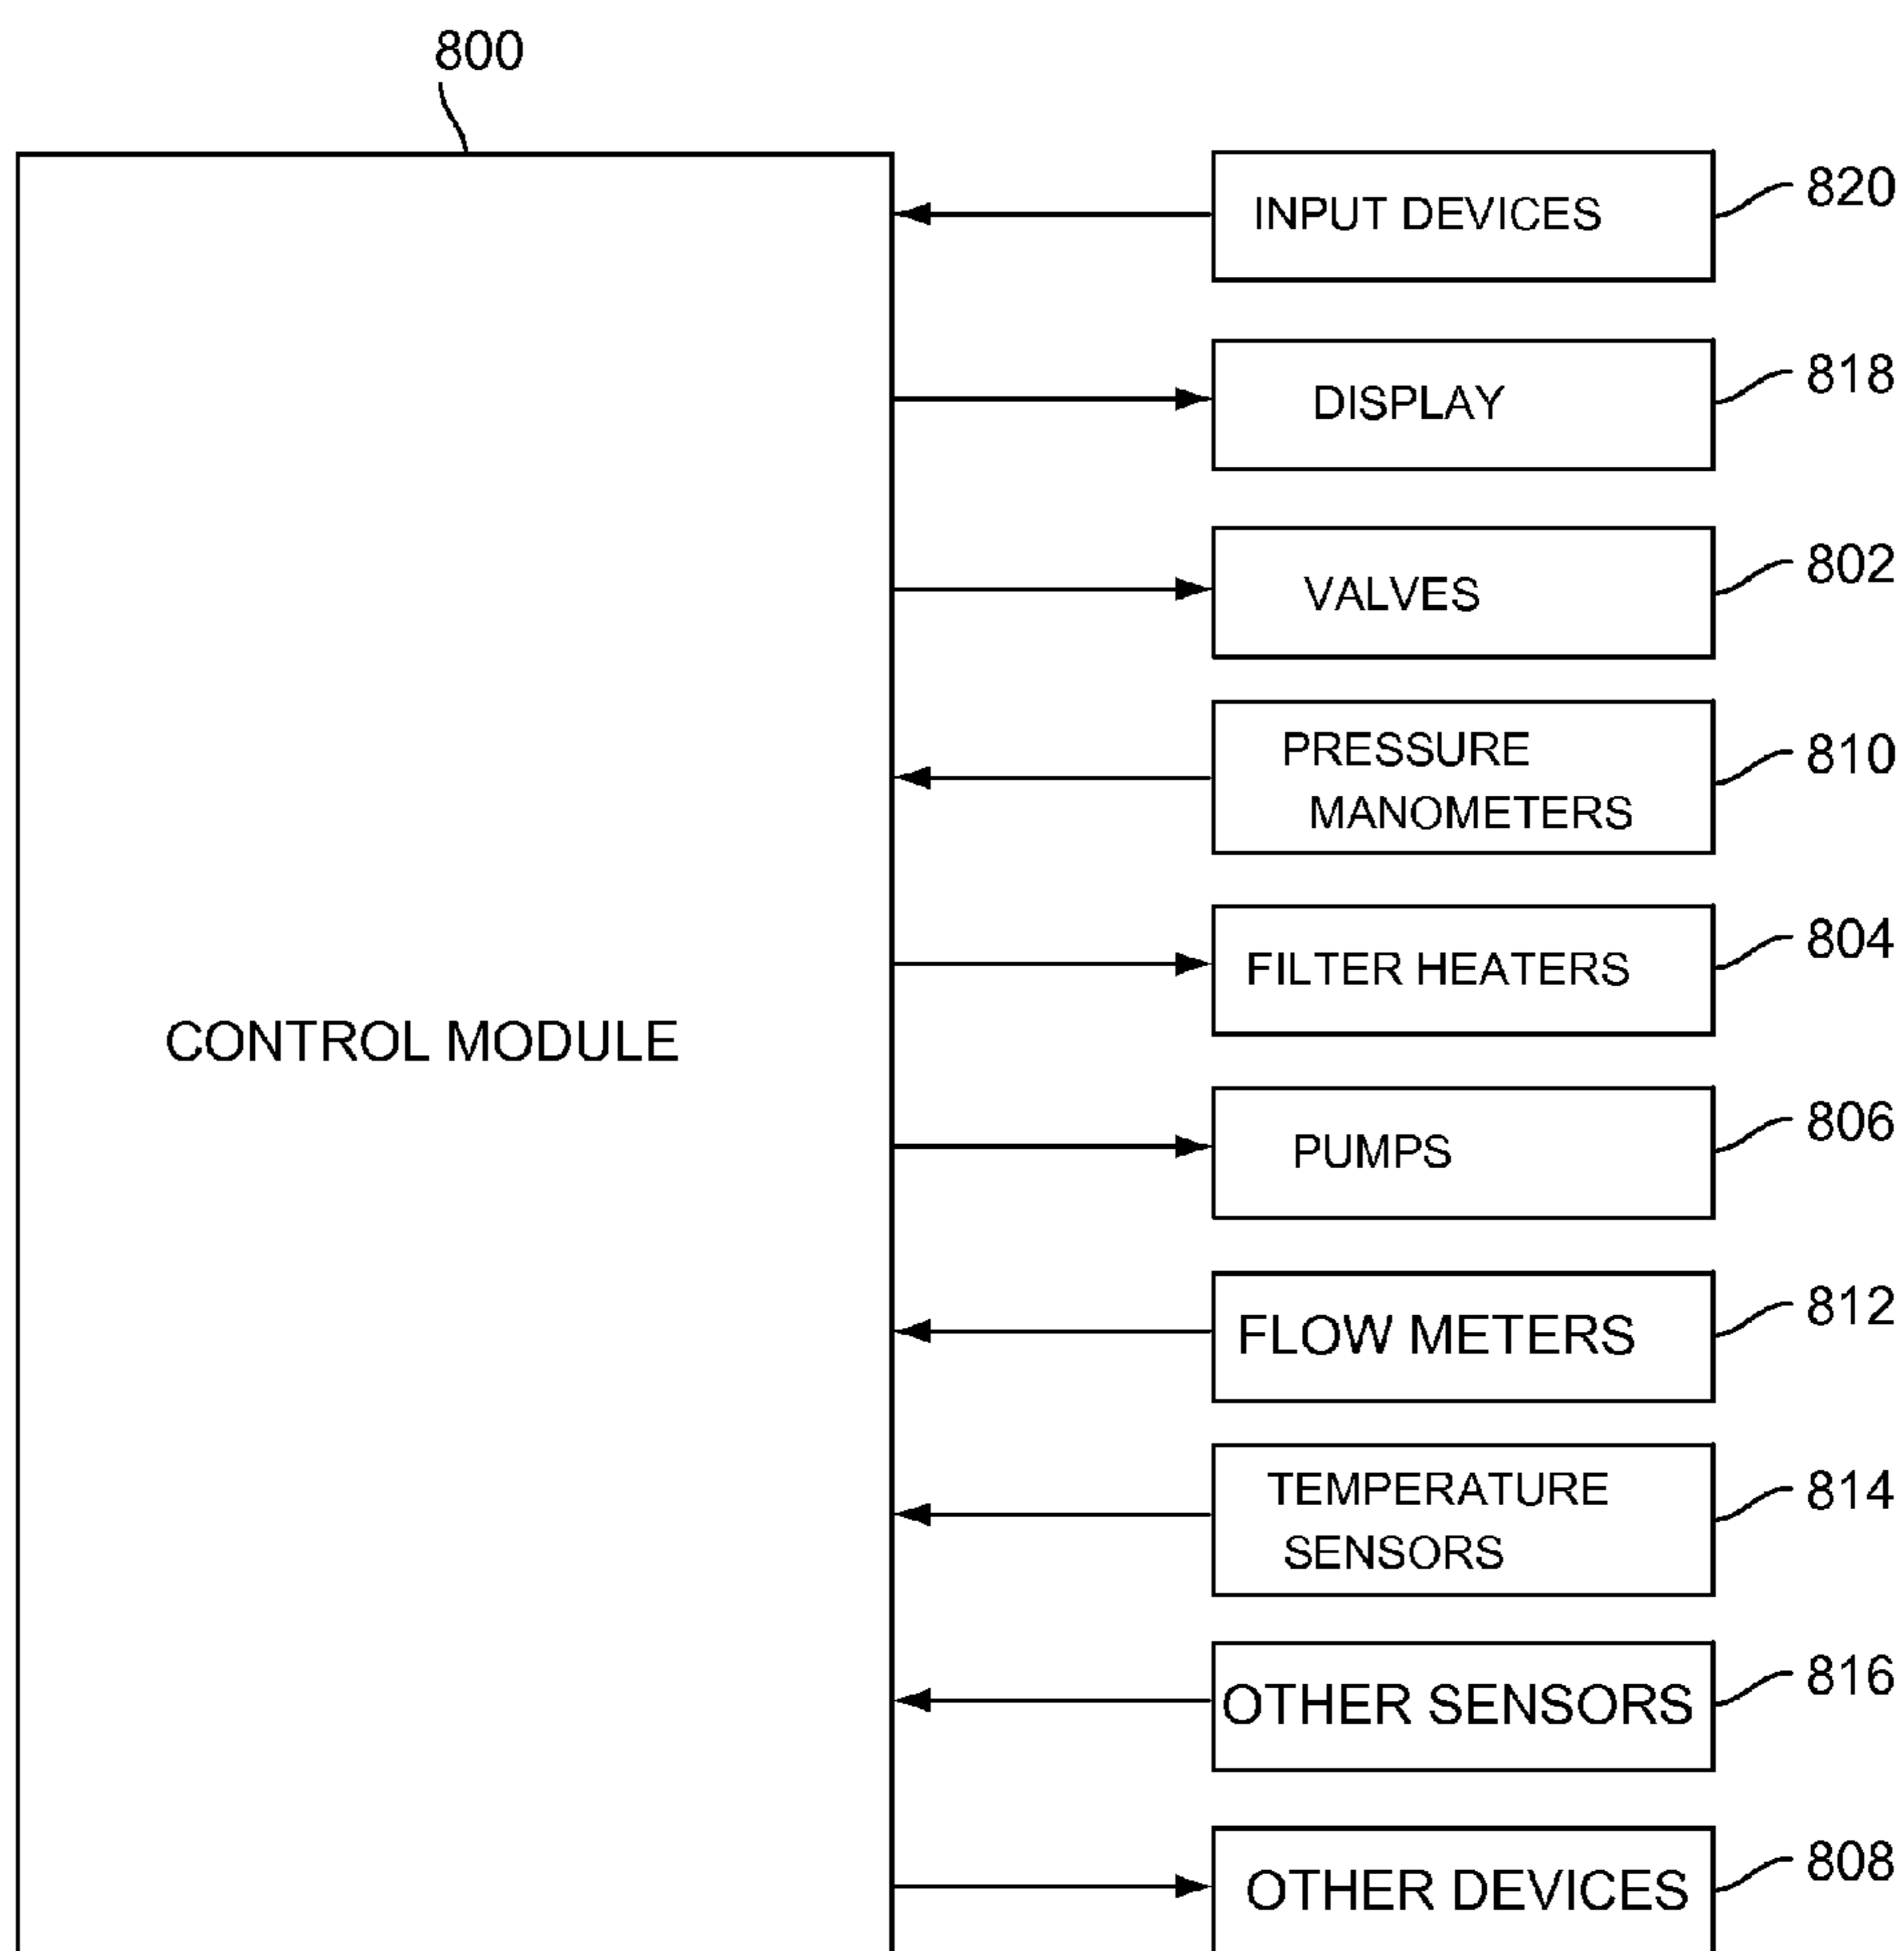 800
INPUT DEVICES
820
DISPLAY
818
VALVES
802
PRESSURE
MANOMETERS
810
FILTER HEATERS
804
CONTROL MODULE
PUMPS
806
FLOW METERS
812
TEMPERATURE
SENSORS
814
OTHER SENSORS
816
OTHER DEVICES
808